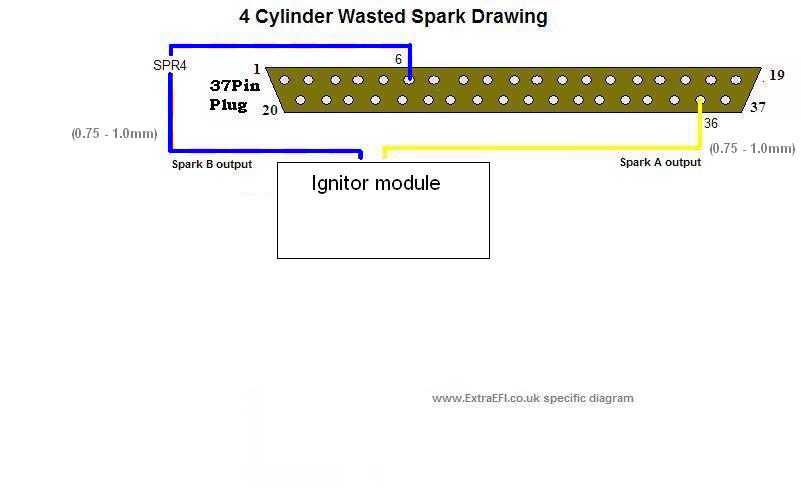 4 Cylinder Wasted Spark Drawing
6
SPR4
1
19
37Pin
Plug
20
37
36
(0.75 - 1.0mm)
(0.75 - 1.0mm)
Spark B output
Spark A output
Ignitor module
www.ExtraEFI.co.uk specific diagram